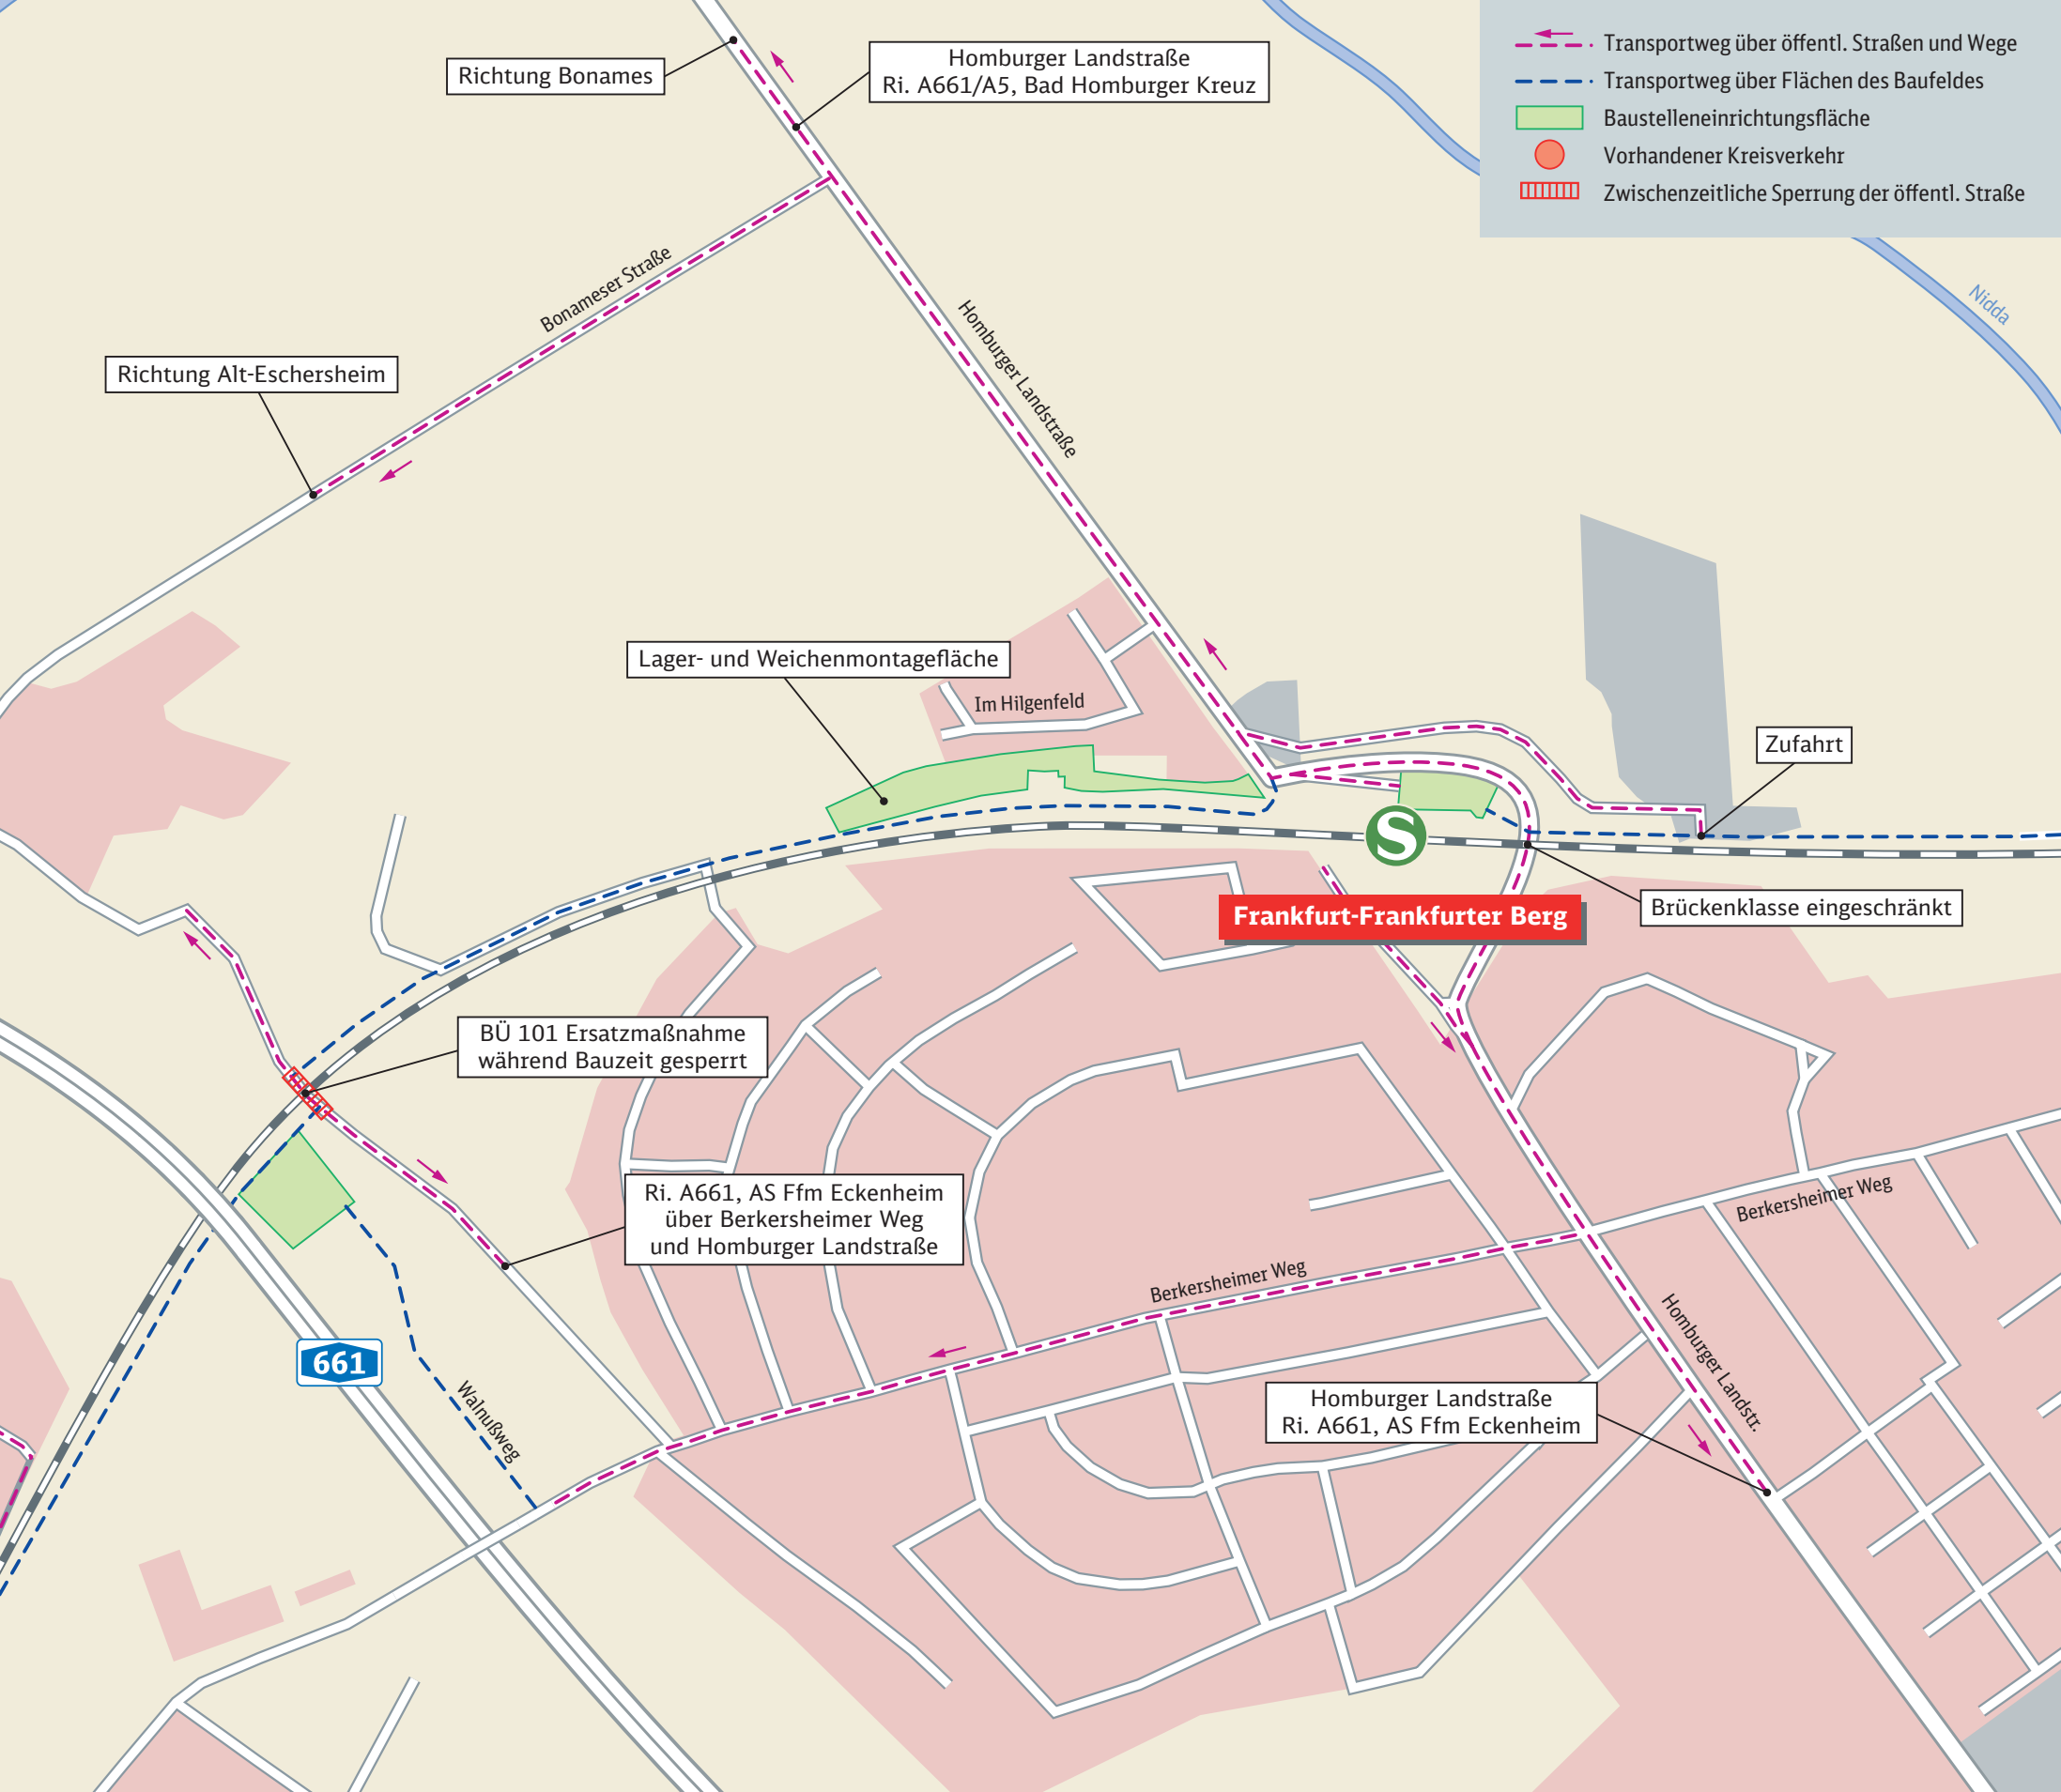 Transportweg über öffentl. Straßen und Wege
Transportweg über Flächen des Baufeldes
Baustelleneinrichtungsfläche
Vorhandener Kreisverkehr
Zwischenzeitliche Sperrung der öffentl. Straße
Richtung Bonames
Homburger Landstraße
Ri. A661/A5, Bad Homburger Kreuz
Nidda
Bonameser Straße
Homburger Landstraße
Richtung Alt-Eschersheim
Lager- und Weichenmontagefläche
Im Hilgenfeld
Zufahrt
S
Brückenklasse eingeschränkt
Frankfurt-Frankfurter Berg
BÜ 101 Ersatzmaßnahme
während Bauzeit gesperrt
Ri. A661, AS Ffm Eckenheim
über Berkersheimer Weg
und Homburger Landstraße
Berkersheimer Weg
Berkersheimer Weg
Homburger Landstr.
661
Walnußweg
Homburger Landstraße
Ri. A661, AS Ffm Eckenheim